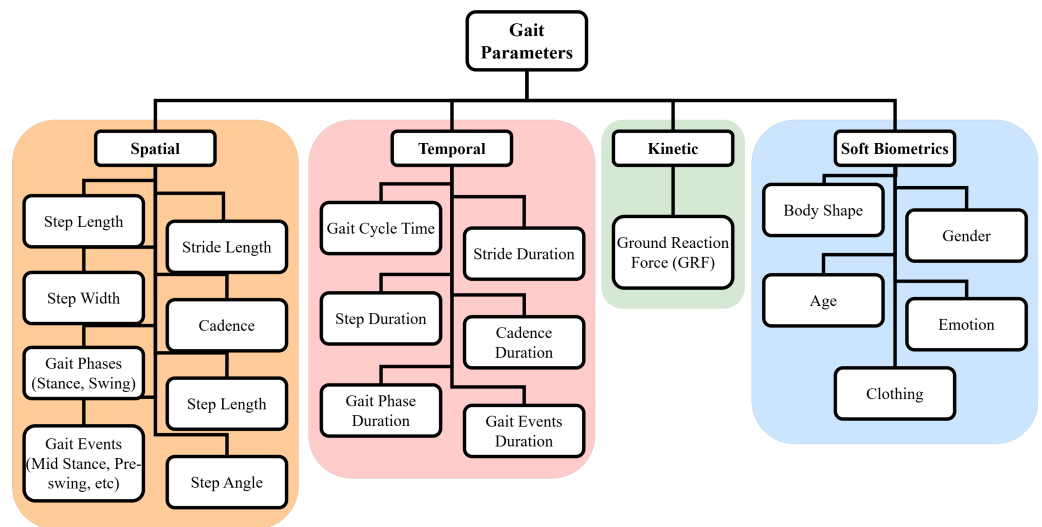 Gait
Parameters
Spatial
Step Length
Stride Length
Step Width
Cadence
Gait Phases
(Stance, Swing)
Step Length
Gait Events
(Mid Stance, Pre-
swing, etc)
Step Angle
Temporal
Gait Cycle Time
Stride Duration
Step Duration
Cadence
Duration
Gait Phase
Duration
Gait Events
Duration
Kinetic
Ground Reaction
Force (GRF)
Soft Biometrics
Body Shape
Gender
Age
Emotion
Clothing